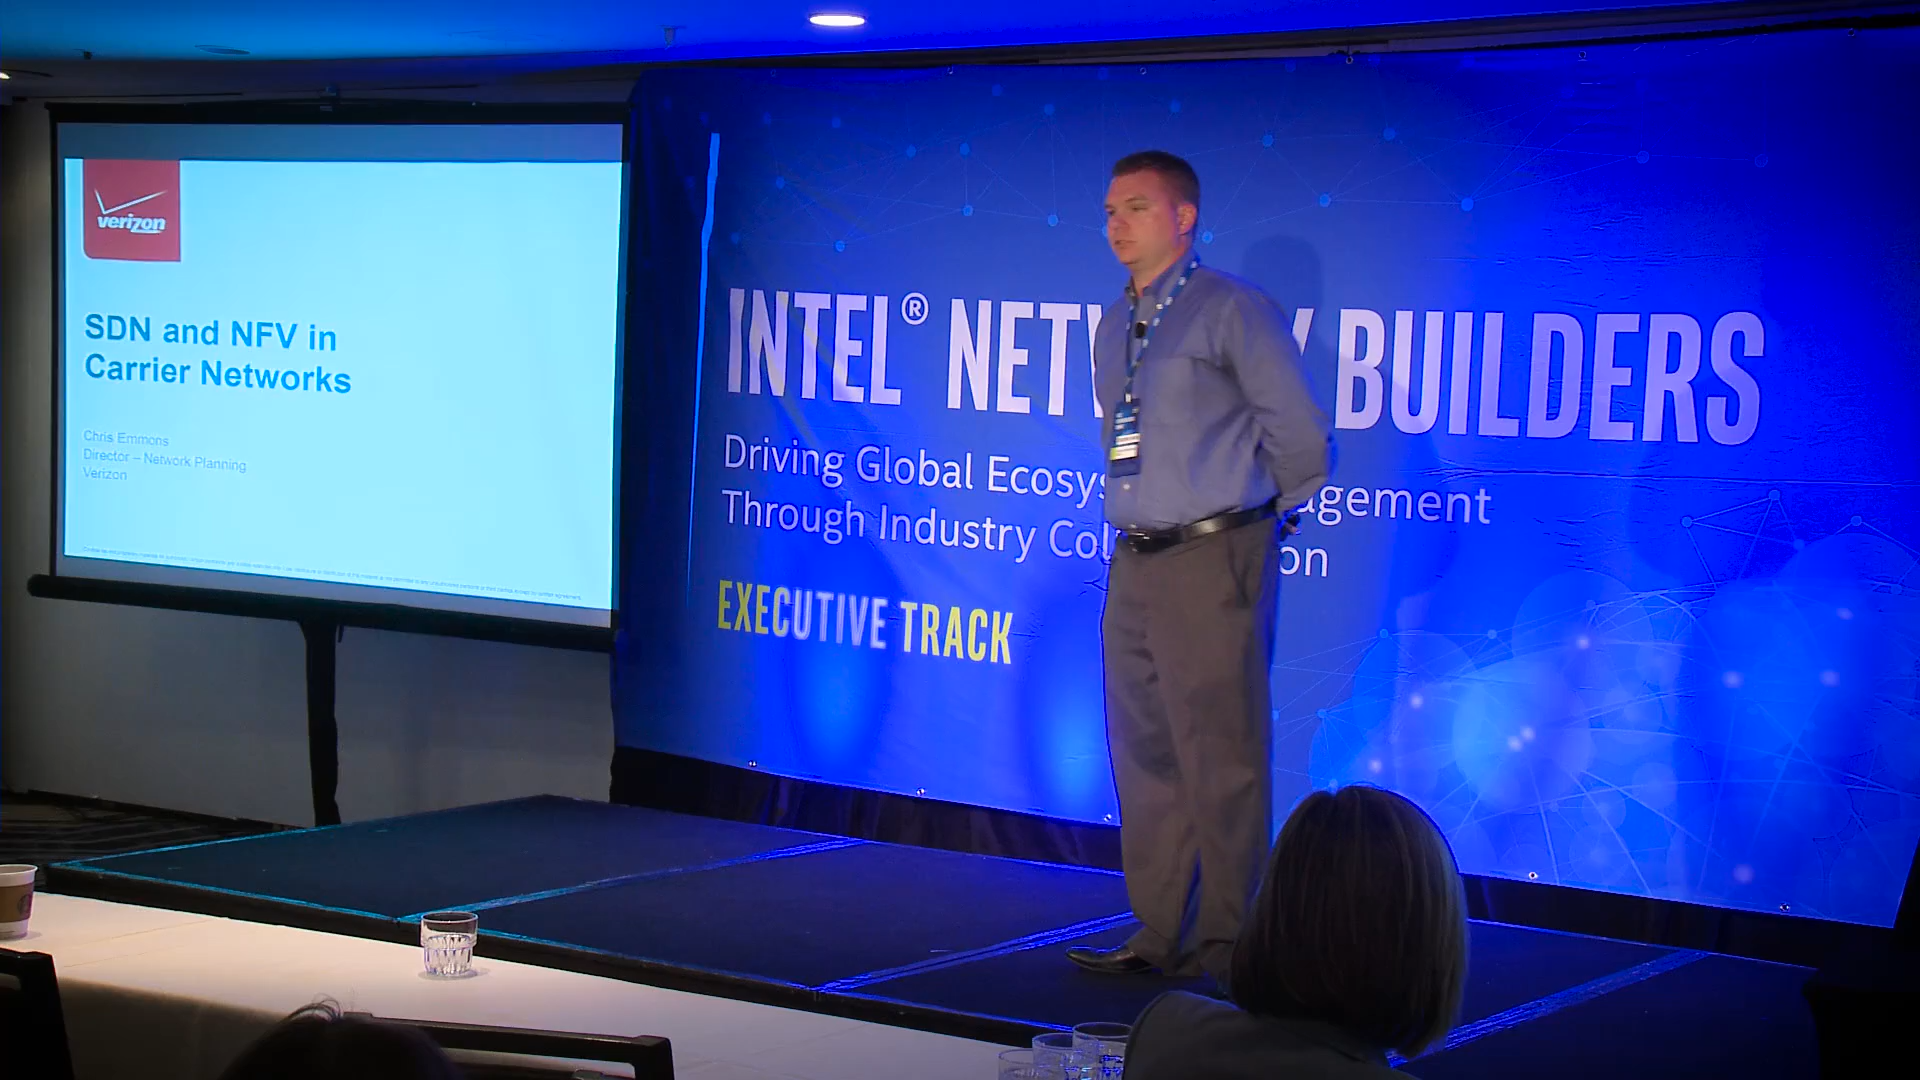 verizon
SDN and NFV in
Carrier Networks
Chris Emmons
Director – Network Planning
Verizon
INTEL® NETW K BUILDERS
Driving Global Ecosys agement
Through Industry Col on
EXECUTIVE TRACK